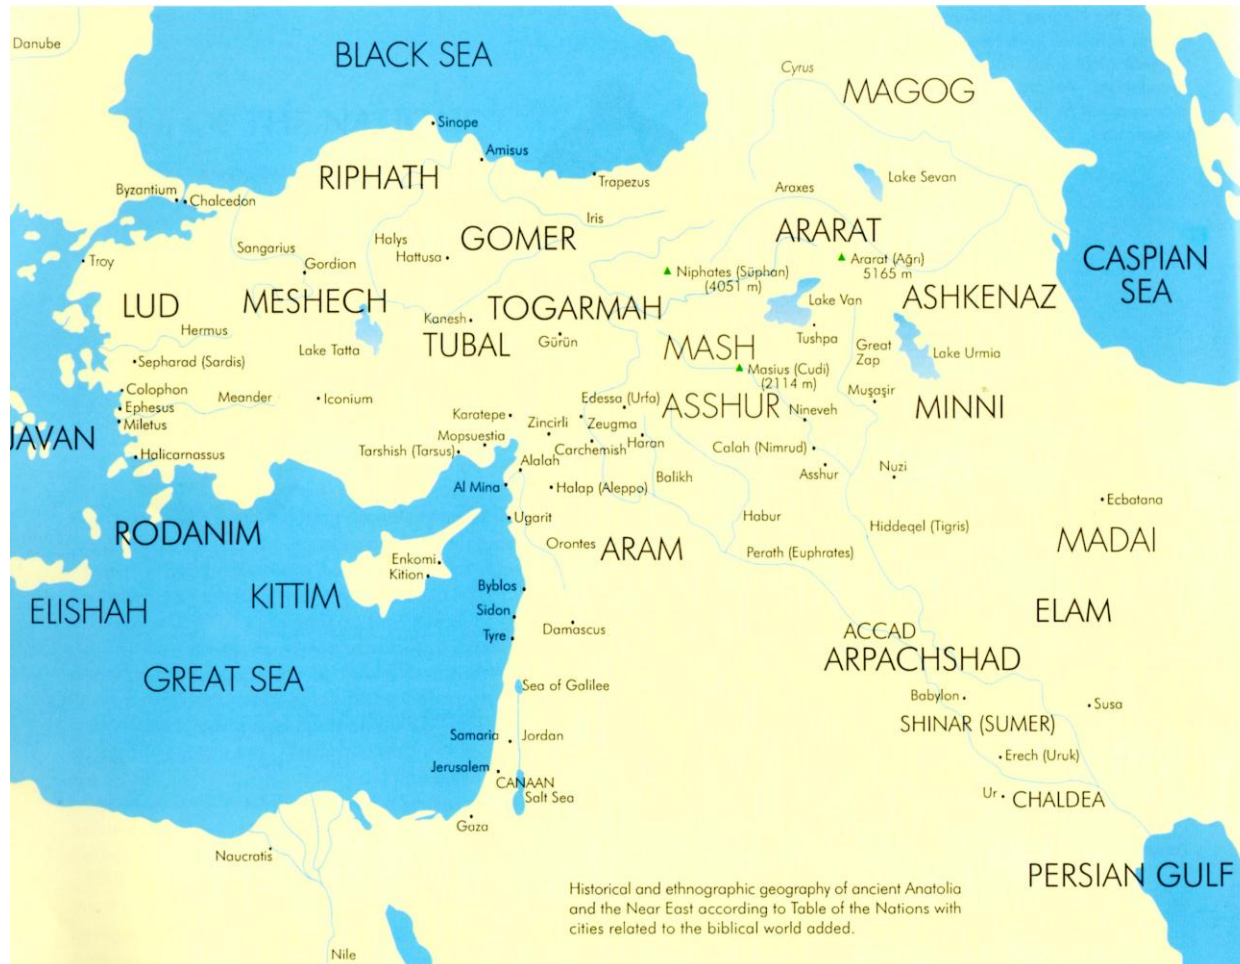 Danube
BLACK SEA
Cyrus
MAGOG
Sinope
Amisus
RIPHATH
Trapezus
Lake Sevan
Byzantium
Chalcedon
Araxes
Iris
ARARAT
Halys
GOMER
Sangarius
Hattusa
Troy
Gordion
Ararat (Ağrı)
5165 m
CASPIAN
SEA
Niphates (Süphan)
(4051 m)
LUD
MESHECH
TOGARMAH
Lake Van
ASHKENAZ
Kanesh
Hermus
TUBAL
Gürün
Tushpa
Lake Tatta
MASH
Great
Zap
Lake Urmia
Sepharad (Sardis)
Masius (Cudi)
(2114 m)
Colophon
Meander
Iconium
Edessa (Urfa)
ASSHUR
Muşaşir
MINNI
Ephesus
Miletus
Karatepe
Zincirli
Zeugma
Nineveh
JAVAN
Mopsuestia
Haran
Halicarnassus
Tarshish (Tarsus)
Carchemish
Calah (Nimrud)
Alalah
Balikh
Asshur
Nuzi
Al Mina
Halap (Aleppo)
Ecbatana
Ugarit
Habur
Hiddeqel (Tigris)
RODANIM
Orontes
ARAM
Perath (Euphrates)
MADAI
Enkomi
Kition
Byblos
KITTIM
ELISHAH
Sidon
ELAM
Tyre
Damascus
ACCAD
ARPACHSHAD
GREAT SEA
Sea of Galilee
Babylon
Susa
SHINAR (SUMER)
Samaria
Jordan
Erech (Uruk)
Jerusalem
CANAAN
Salt Sea
Ur
CHALDEA
Gaza
Naucratis
PERSIAN GULF
Historical and ethnographic geography of ancient Anatolia
and the Near East according to Table of the Nations with
cities related to the biblical world added.
Nile